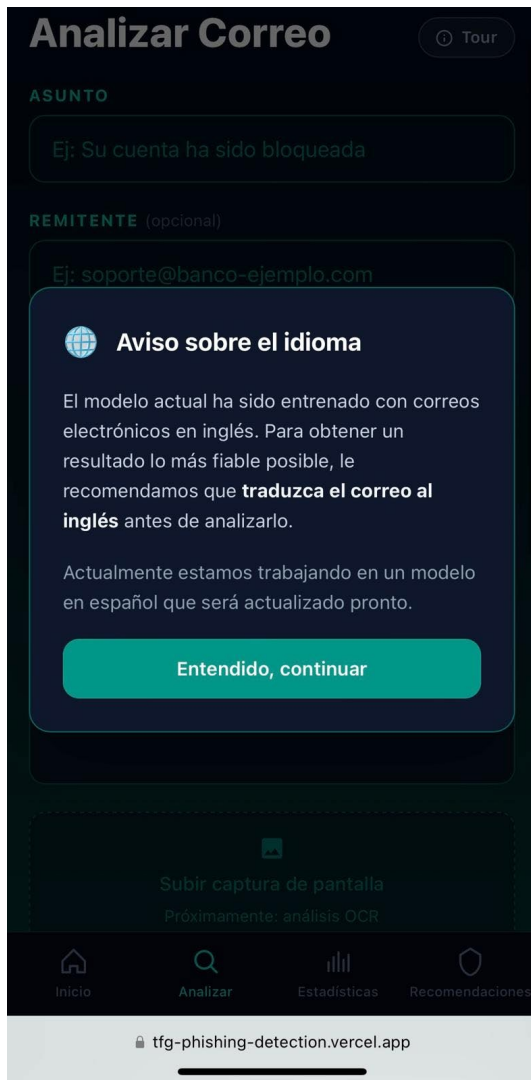 Analizar Correo
Tour
ASUNTO
Ej: Su cuenta ha sido bloqueada
REMITENTE (opcional)
Ej: soporte@banco-ejemplo.com
Aviso sobre el idioma
El modelo actual ha sido entrenado con correos
electrónicos en inglés. Para obtener un
resultado lo más fiable posible, le
recomendamos que traduzca el correo al
inglés antes de analizarlo.
Actualmente estamos trabajando en un modelo
en español que será actualizado pronto.
Entendido, continuar
Subir captura de pantalla
Próximamente: análisis OCR
Inicio
Analizar
Estadísticas
Recomendaciones
tfg-phishing-detection.vercel.app